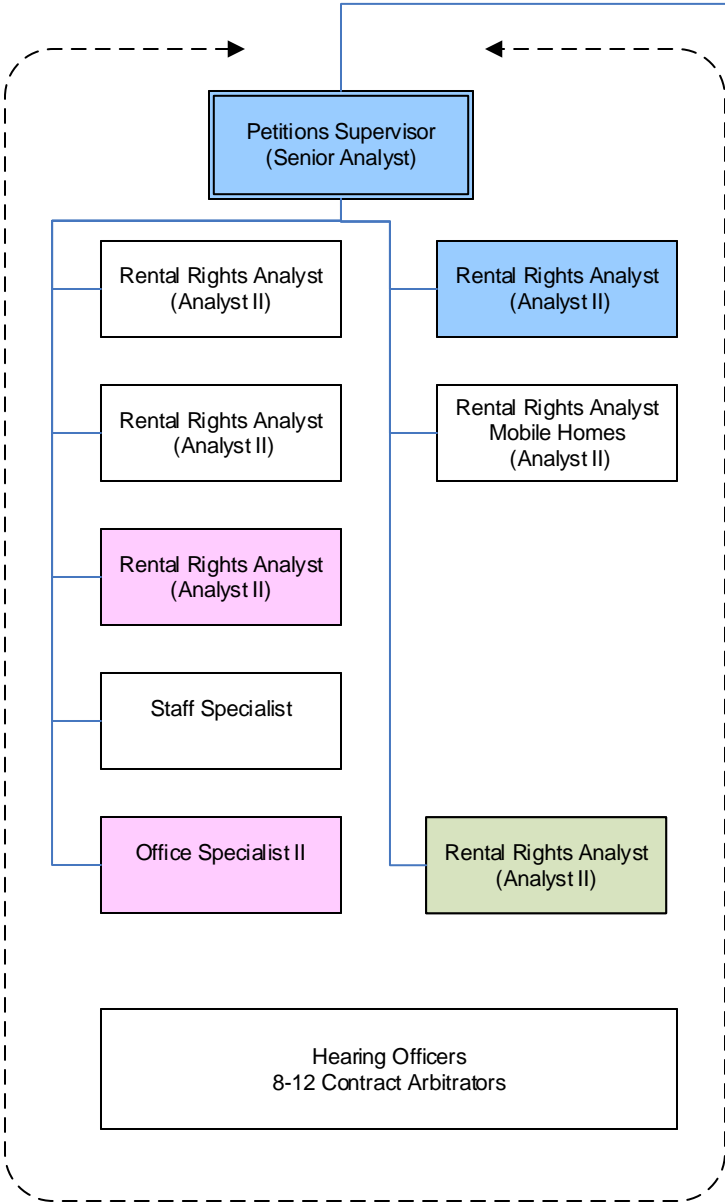 Petitions Supervisor
(Senior Analyst)
Rental Rights Analyst
(Analyst II)
Rental Rights Analyst
(Analyst II)
Rental Rights Analyst
(Analyst II)
Rental Rights Analyst
Mobile Homes
(Analyst II)
Rental Rights Analyst
(Analyst II)
Staff Specialist
Office Specialist II
Rental Rights Analyst
(Analyst II)
Hearing Officers
8-12 Contract Arbitrators